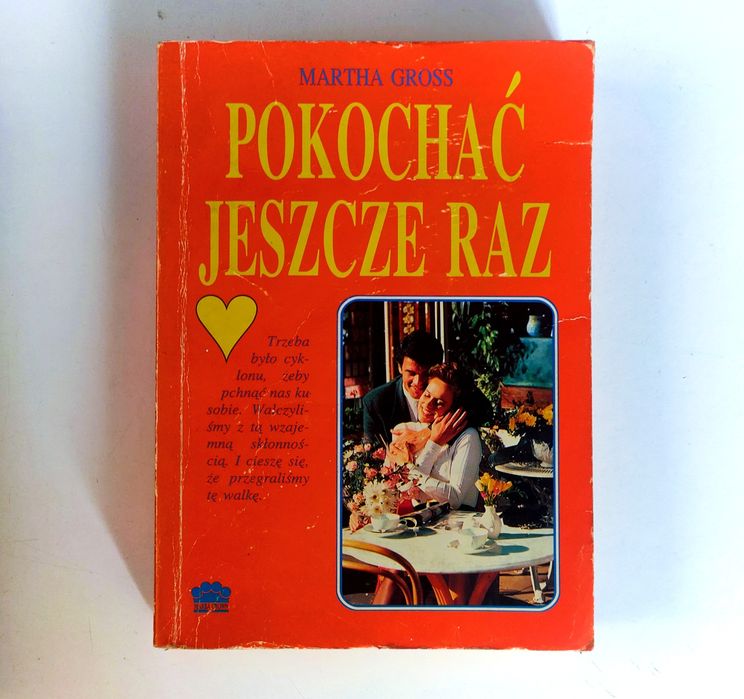 MARTHA GROSS
POKOCHAĆ
JESZCZE RAZ
Trzeba
było cyk-
lonu, żeby
pchnąć nas ku
sobie. Walczyli-
śmy z tą wzaje-
mną skłonnoś-
cią. I cieszę się,
że przegraliśmy
tę walkę.